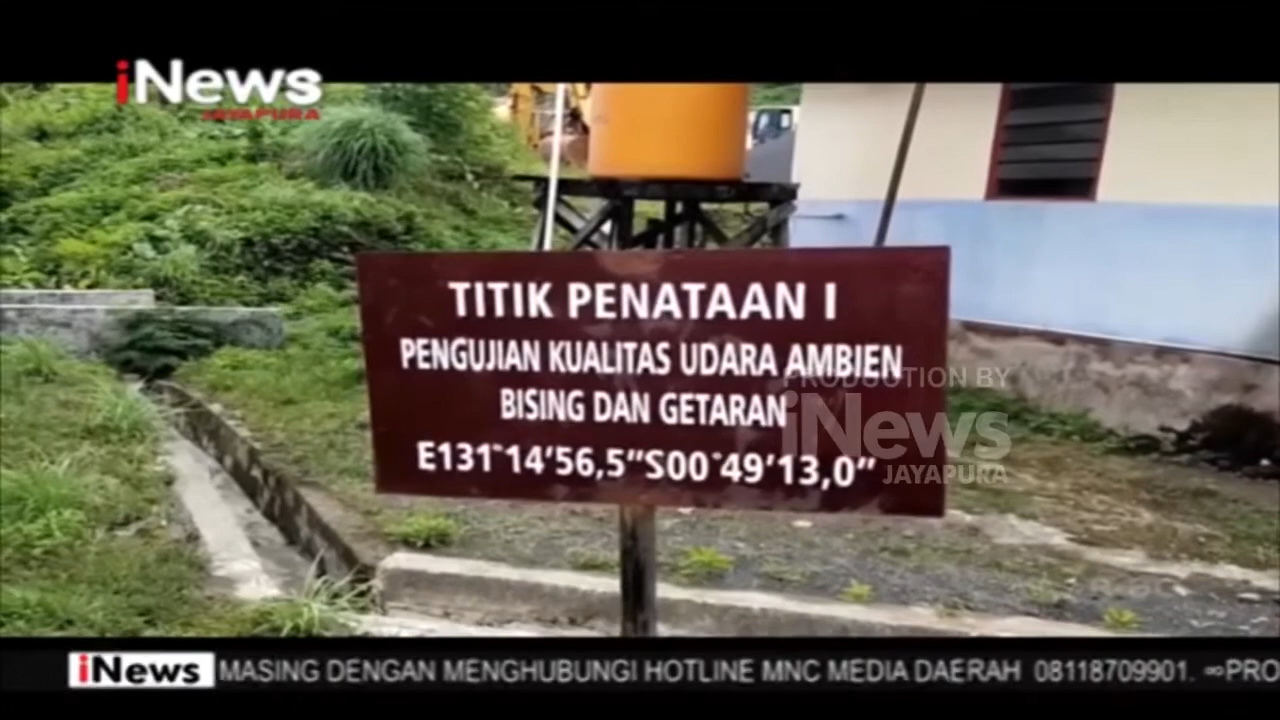 iNews
JAYAPURA
TITIK PENATAAN I
PENGUJIAN KUALITAS UDARA AMBIEN
BISING DAN GETARAN
E131°14'56,5"S00°49'13,0"
PRODUCTION BY
iNews
JAYAPURA
iNews MASING DENGAN MENGHUBUNGI HOTLINE MNC MEDIA DAERAH 08118709901. ∞PRO